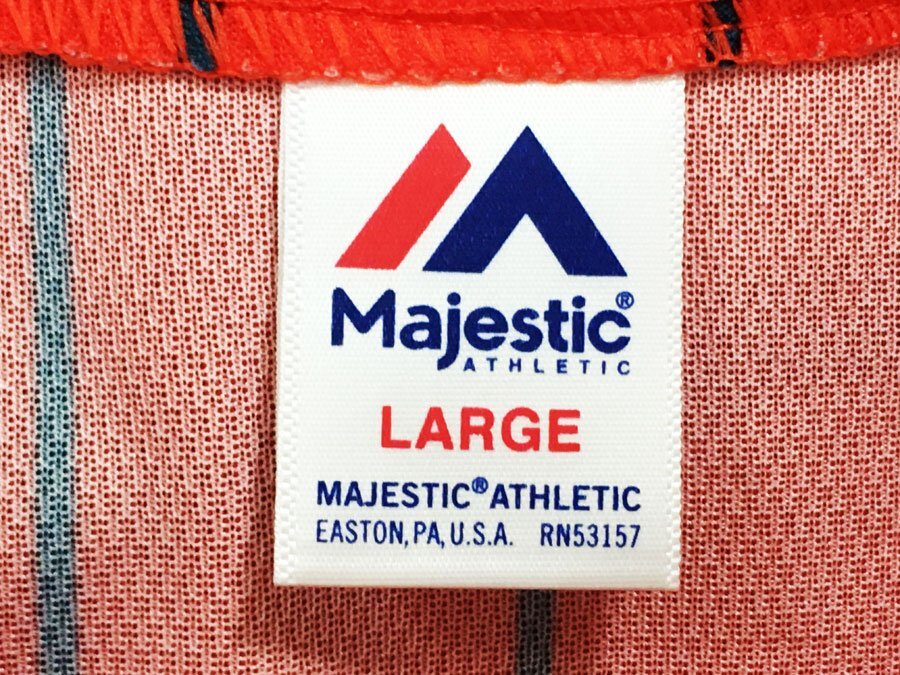 Majestic®
ATHLETIC
LARGE
MAJESTIC® ATHLETIC
EASTON, PA, U.S.A. RN53157